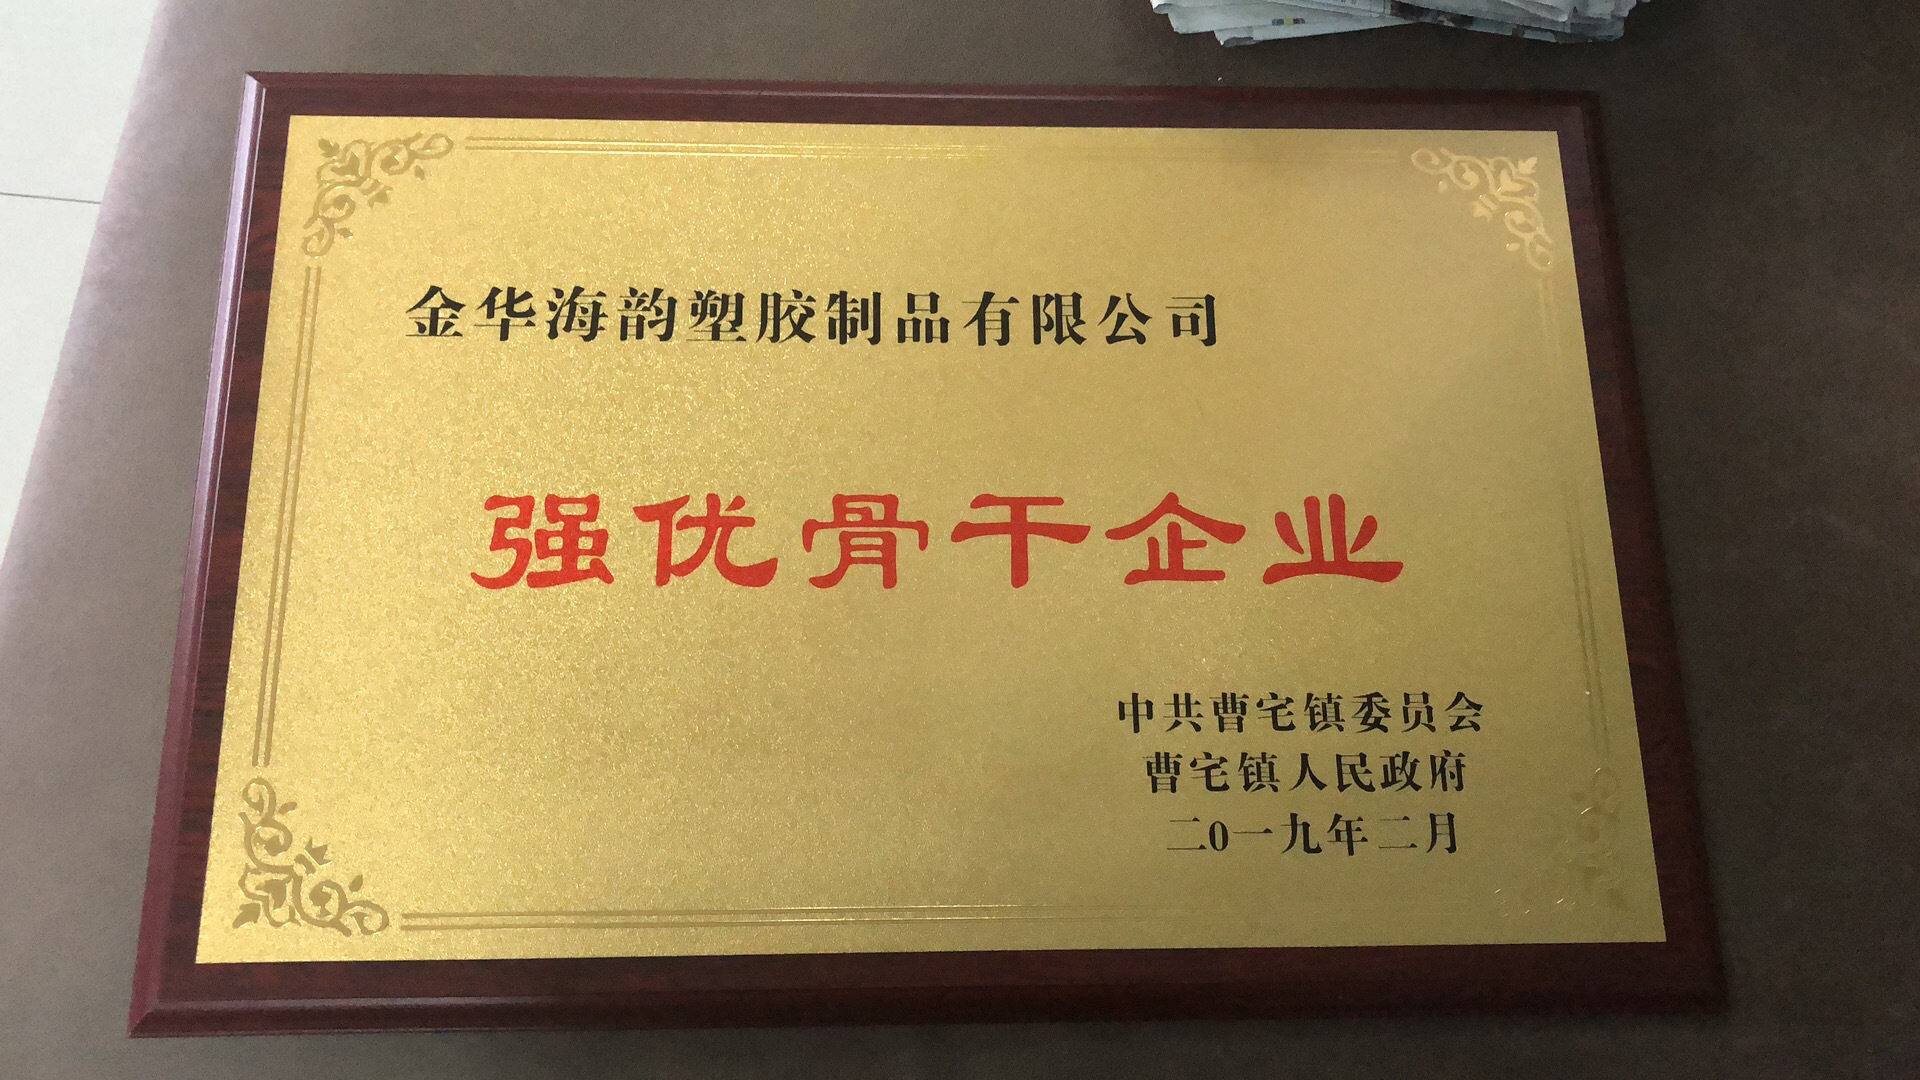 金华海韵塑胶制品有限公司
强优骨干企业
中共曹宅镇委员会
曹宅镇人民政府
二0一九年二月